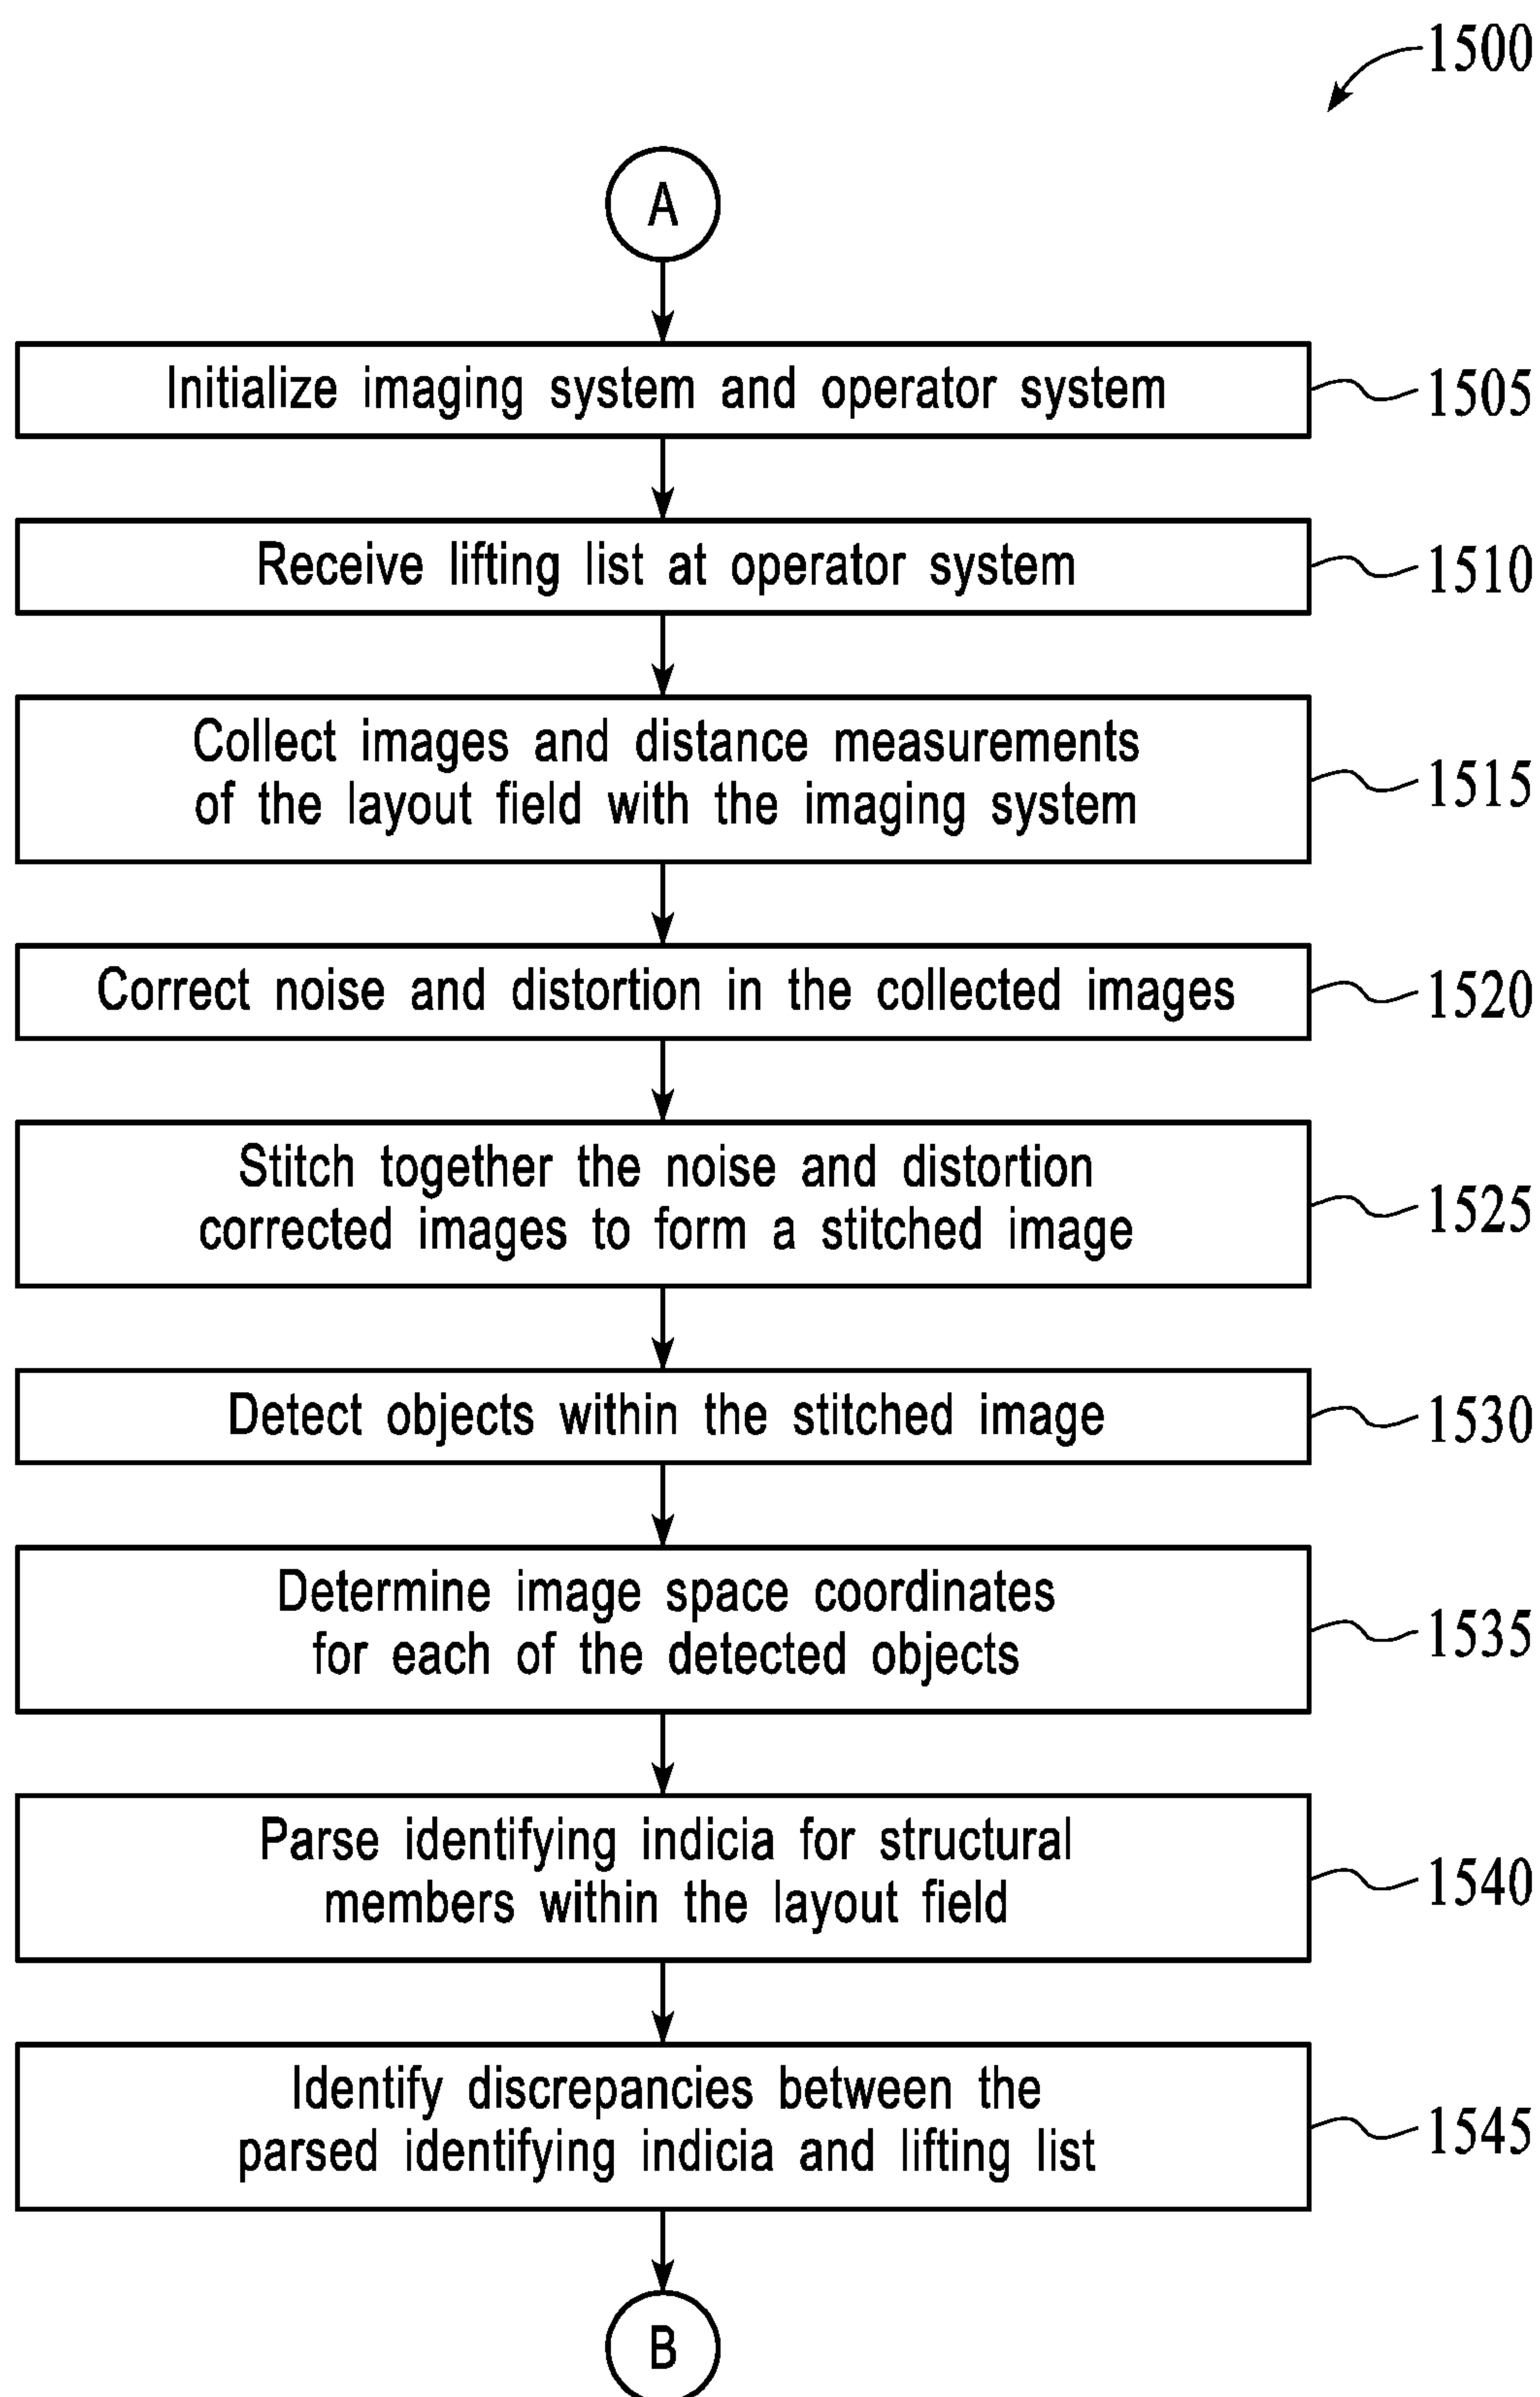 1500
A
Initialize imaging system and operator system
1505
Receive lifting list at operator system
1510
Collect images and distance measurements
of the layout field with the imaging system
1515
Correct noise and distortion in the collected images
1520
Stitch together the noise and distortion
corrected images to form a stitched image
1525
Detect objects within the stitched image
1530
Determine image space coordinates
for each of the detected objects
1535
Parse identifying indicia for structural
members within the layout field
1540
Identify discrepancies between the
parsed identifying indicia and lifting list
1545
B